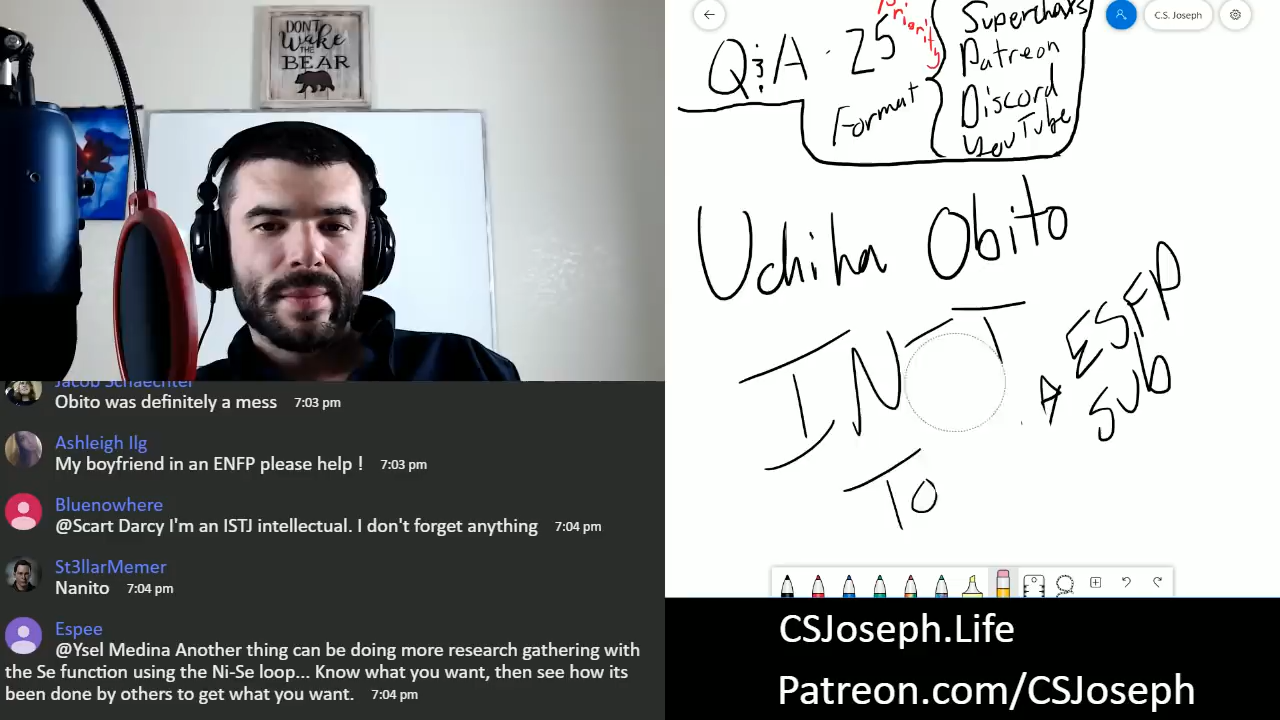 DON'T
Wake
THE
BEAR
Jacob Schaechter
Obito was definitely a mess 7:03 pm
Ashleigh Ilg
My boyfriend in an ENFP please help ! 7:03 pm
Bluenowhere
@Scart Darcy I'm an ISTJ intellectual. I don't forget anything 7:04 pm
St3llarMemer
Nanito 7:04 pm
Espee
@Ysel Medina Another thing can be doing more research gathering with
the Se function using the Ni-Se loop... Know what you want, then see how its
been done by others to get what you want. 7:04 pm
C.S. Joseph
Q&A · 25
Format
Priority
Superchats
Patreon
Discord
YouTube
Uchiha Obito
ESFP
sub
To
CSJoseph.Life
Patreon.com/CSJoseph